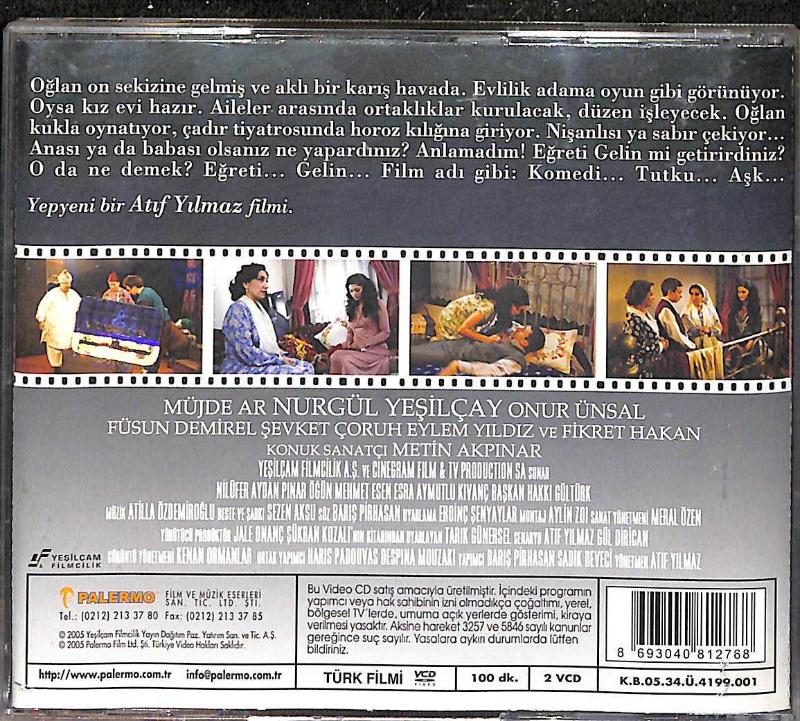 Oğlan on sekizine gelmiş ve aklı bir karış havada. Evlilik adama oyun gibi görünüyor.
Oysa kız evi hazır. Aileler arasında ortaklıklar kurulacak, düzen işleyecek. Oğlan
kukla oynatıyor, çadır tiyatrosunda horoz kılığına giriyor. Nişanlısı ya sabır çekiyor...
Anası ya da babası olsanız ne yapardınız? Anlamadım! Eğreti Gelin mi getirirdiniz?
O da ne demek? Eğreti... Gelin... Film adı gibi: Komedi... Tutku... Aşk...
Yepyeni bir Atıf Yılmaz filmi.
MÜJDE AR NURGÜL YEŞİLÇAY ONUR ÜNSAL
FÜSUN DEMİREL ŞEVKET ÇORUH EYLEM YILDIZ VE FİKRET HAKAN
KONUK SANATÇI METİN AKPINAR
YEŞİLÇAM FİLMCİLİK A.Ş. VE CINEGRAM FILM & TV PRODUCTION SA SUNAR
NİLÜFER AYDAN PINAR ÖĞÜN MEHMET ESEN ESRA AYMUTLU KIVANÇ BAŞKAN HAKKI GÜLTÜRK
MÜZİK ATİLLA ÖZDEMİROĞLU BESTE VE ŞARKI SEZEN AKSU SÖZ BARIŞ PİRHASAN UYARLAMA ERDİNÇ ŞENYAYLAR MONTAJ AYLİN ZOI SANAT YÖNETMENİ MERAL ÖZEN
YÜRÜTÜCÜ PRODÜKTÖR JALE ONANÇ ŞÜKRAN KOZALI'NIN KİTABINDAN UYARLAYAN TARIK GÜNERSEL SENARYO ATIF YILMAZ GÜL DİRİCAN
GÖRÜNTÜ YÖNETMENİ KENAN ORMANLAR ORTAK YAPIMCI HARIS PADOUVAS DESPINA MOUZAKI YAPIMCI BARIŞ PİRHASAN SADIK DEVECİ YÖNETMEN ATIF YILMAZ
YEŞİLÇAM
FİLMCİLİK
PALERMO FİLM VE MÜZİK ESERLERİ
SAN. TİC. LTD. ŞTİ.
Tel.: (0212) 213 37 80 Fax: (0212) 213 37 85
© 2005 Yeşilçam Filmcilik Yayın Dağıtım Paz. Yatırım San. ve Tic. A.Ş.
© 2005 Palermo Film Ltd. Şti. Türkiye Video Hakları Saklıdır.
Bu Video CD satış amacıyla üretilmiştir. İçindeki programın
yapımcı veya hak sahibinin izni olmadıkça çoğaltımı, yerel,
bölgesel TV'lerde, umuma açık yerlerde gösterimi, kiraya
verilmesi yasaktır. Aksine hareket 3257 ve 5846 sayılı kanunlar
gereğince suç sayılır. Yasalara aykırı durumlarda lütfen
bildiriniz.
8 693040 812768
http://www.palermo.com.tr info@palermo.com.tr
TÜRK FİLMİ VCD VIDEO 100 dk. 2 VCD K.B.05.34.Ü.4199.001